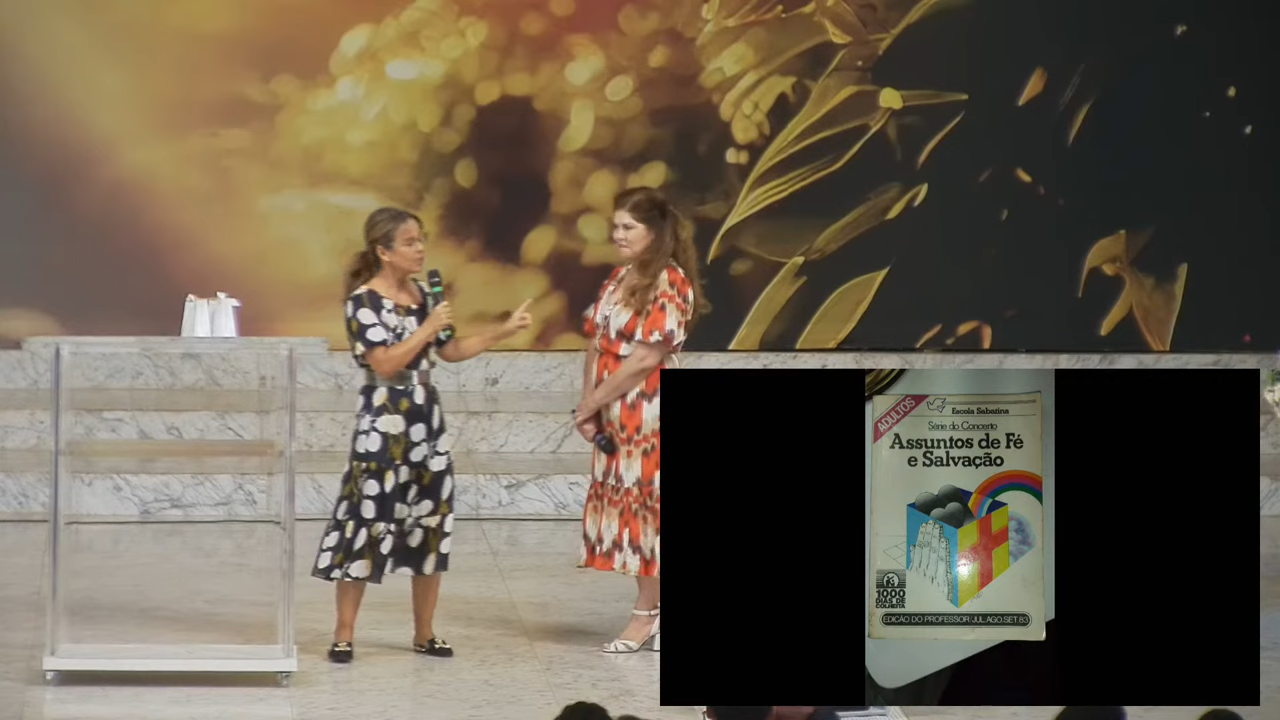 ADULTOS
Escola Sabatina
Série do Concerto
Assuntos de Fé
e Salvação
1000
DIAS DE
COLHEITA
EDIÇÃO DO PROFESSOR/JUL.AGO.SET.83